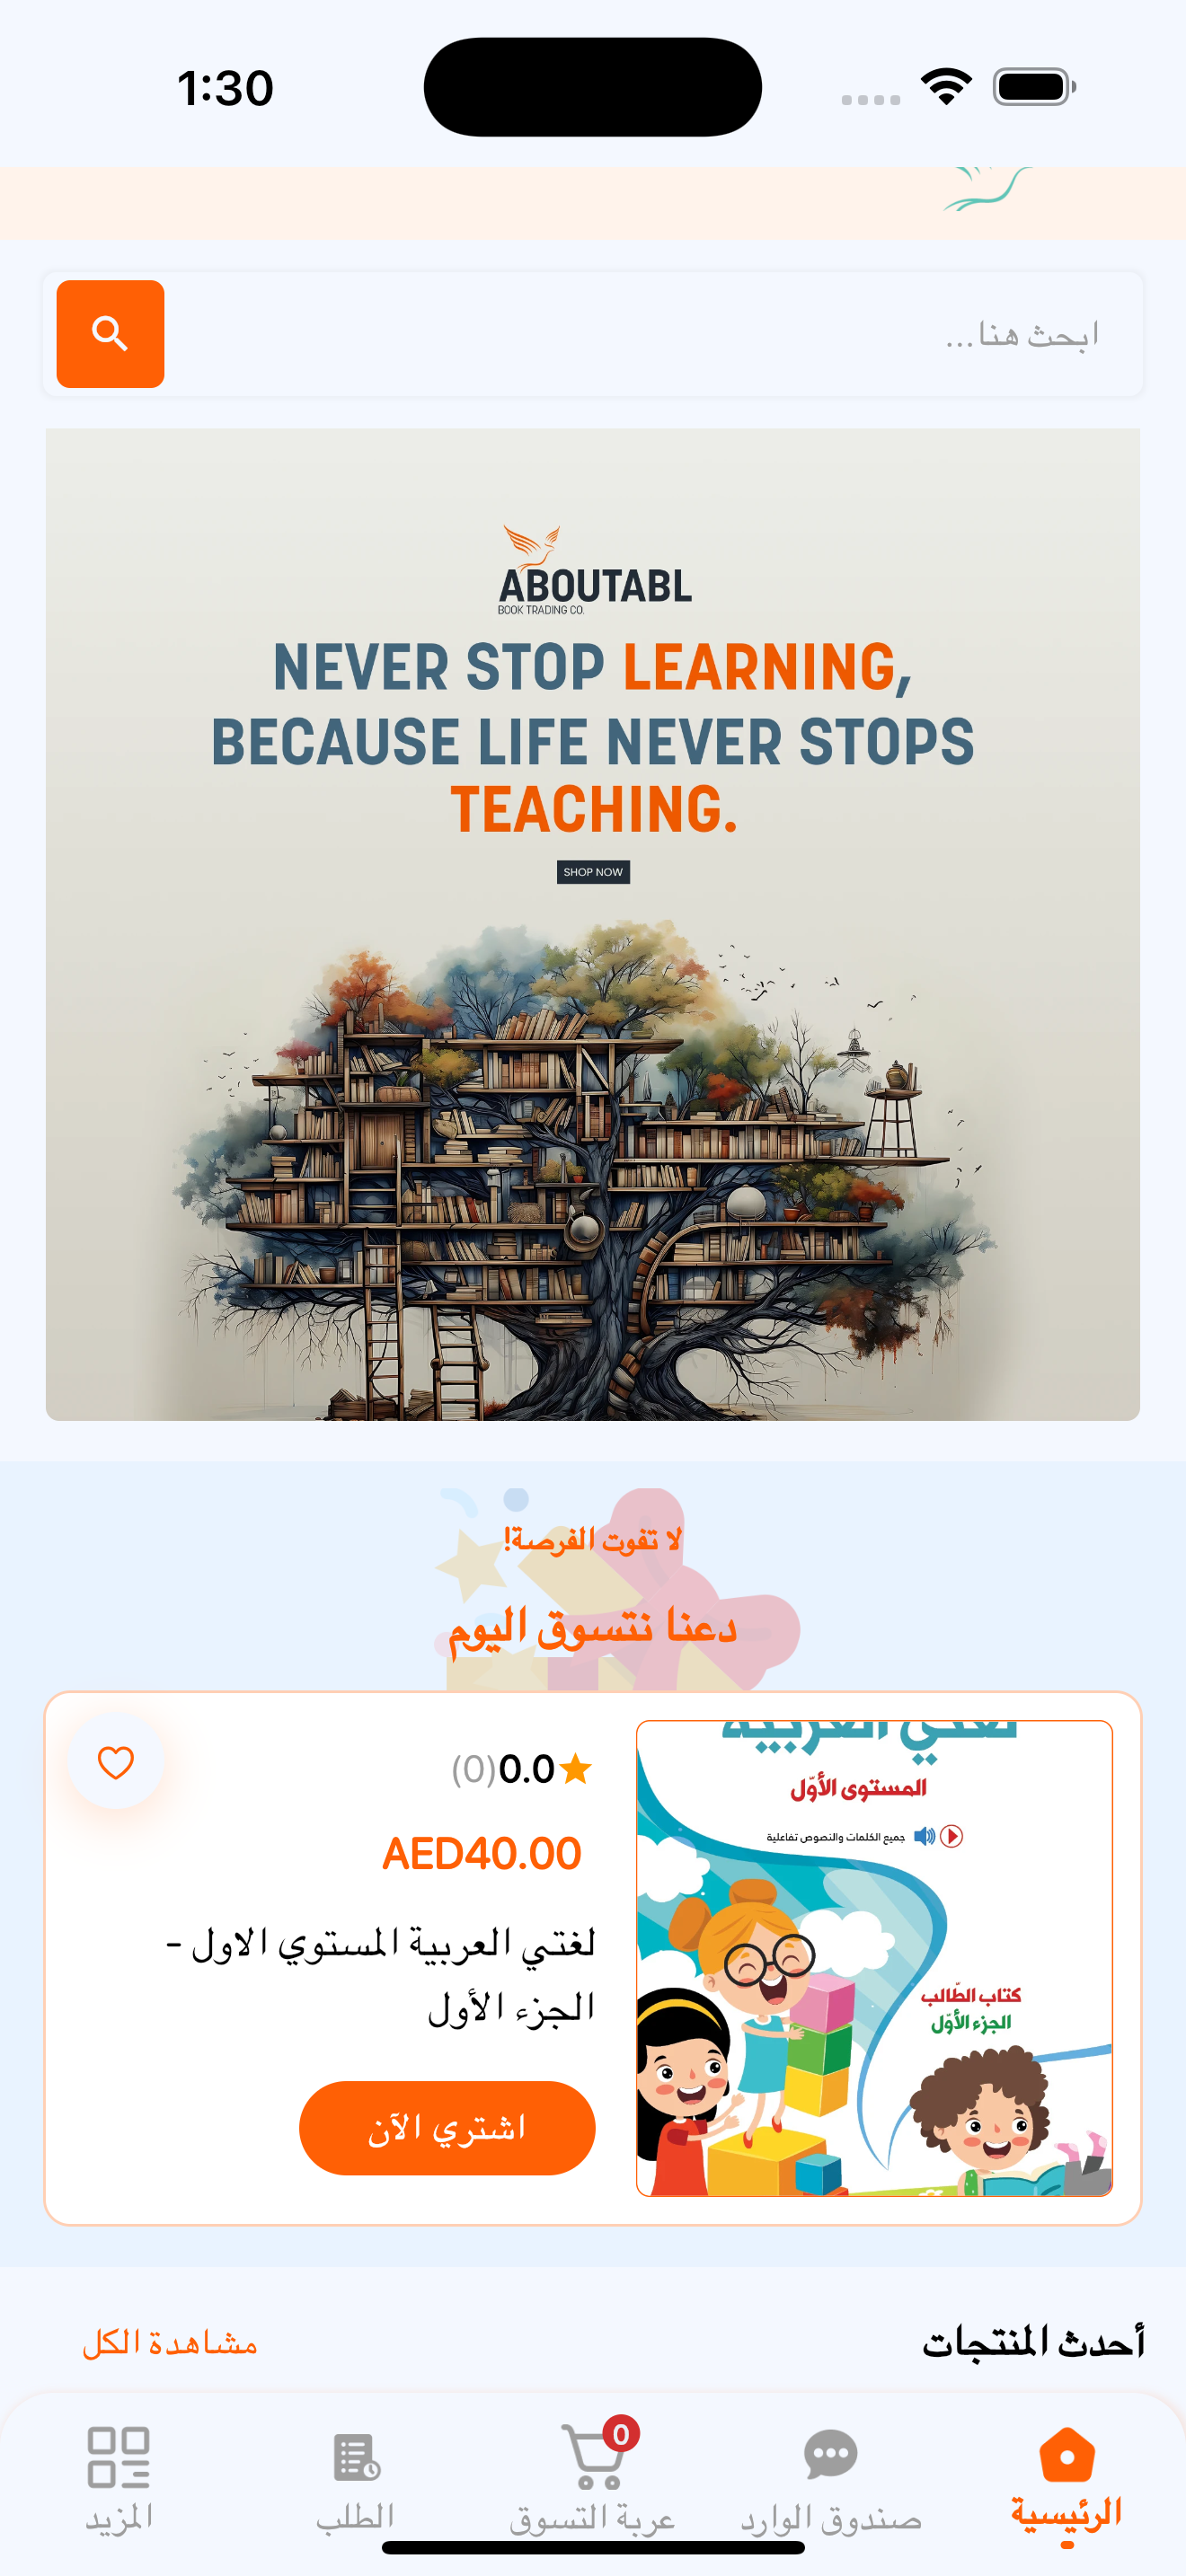 1:30
ابحث هنا...
ABOUTABL
BOOK TRADING CO.
NEVER STOP LEARNING,
BECAUSE LIFE NEVER STOPS
TEACHING.
SHOP NOW
لا تفوت الفرصة!
دعنا نتسوق اليوم
0.0(0)
AED40.00
لغتي العربية المستوي الاول -
الجزء الأول
اشتري الآن
لغتي العربية
المستوى الأوّل
جميع الكلمات والنصوص تفاعلية
كتاب الطّالب
الجزء الأوّل
أحدث المنتجات
مشاهدة الكل
الرئيسية
صندوق الوارد
0
عربة التسوق
الطلب
المزيد